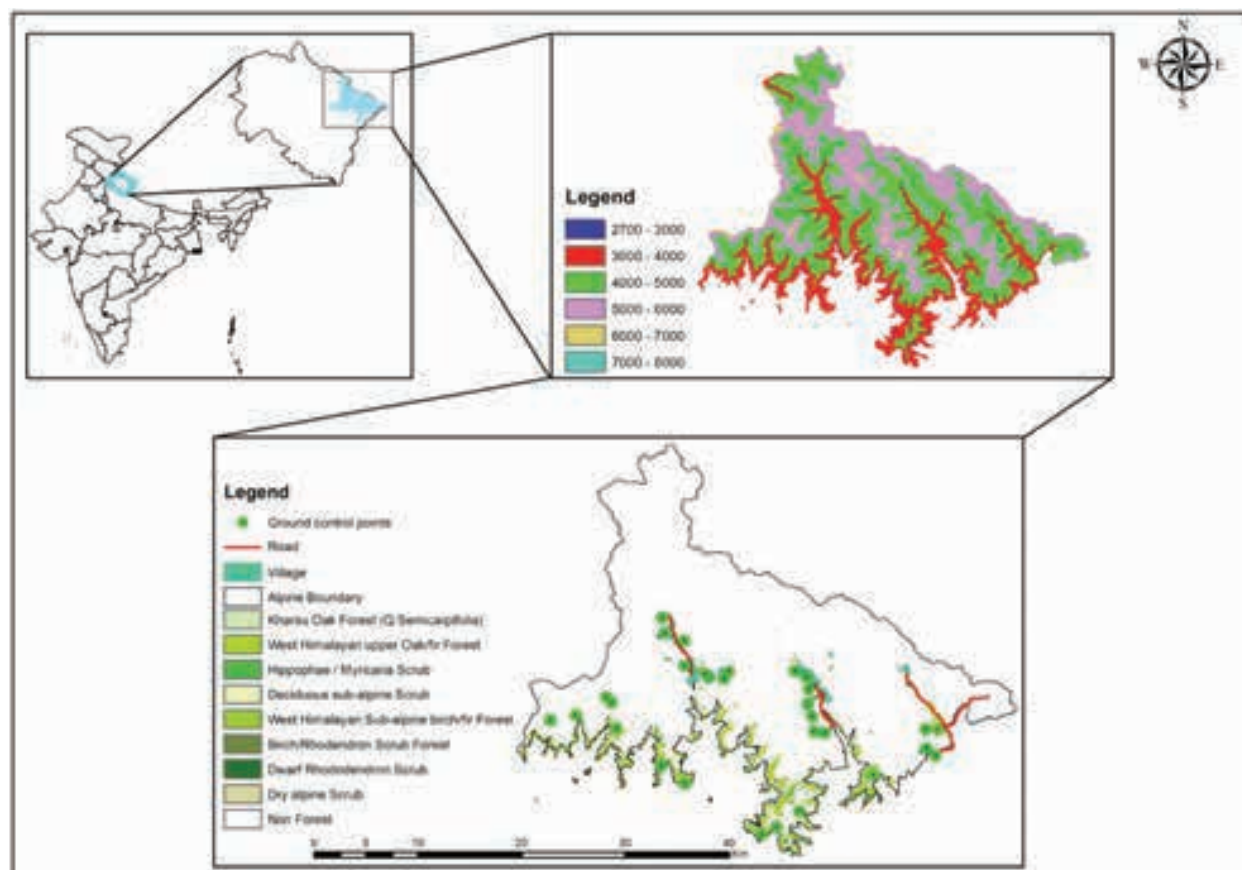 N
W E
S
Legend
2700 - 3000
3000 - 4000
4000 - 5000
5000 - 6000
6000 - 7000
7000 - 8000
Legend
Ground control points
Road
Village
Alpine Boundary
Kharsu Oak Forest (Q Semicarpifolia)
West Himalayan upper Oak/fir Forest
Hippophae / Myricaria Scrub
Deciduous sub-alpine Scrub
West Himalayan Sub-alpine birch/fir Forest
Birch/Rhodendron Scrub Forest
Dwarf Rhododendron Scrub
Dry alpine Scrub
Non Forest
10 20 30 40